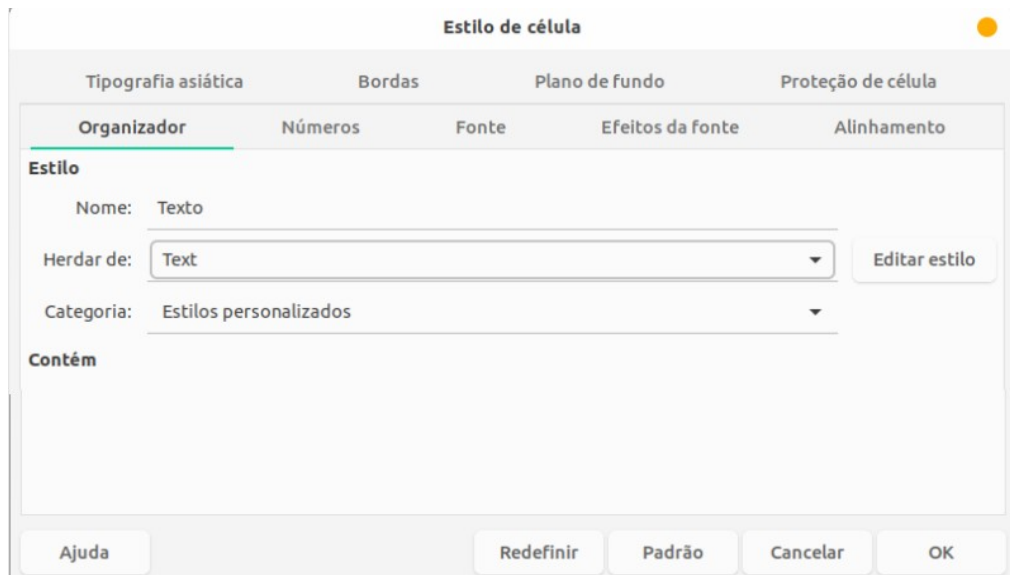 Estilo de célula
Tipografia asiática Bordas Plano de fundo Proteção de célula
Organizador Números Fonte Efeitos da fonte Alinhamento
Estilo
Nome: Texto
Herdar de: Text Editar estilo
Categoria: Estilos personalizados
Contém
Ajuda Redefinir Padrão Cancelar OK